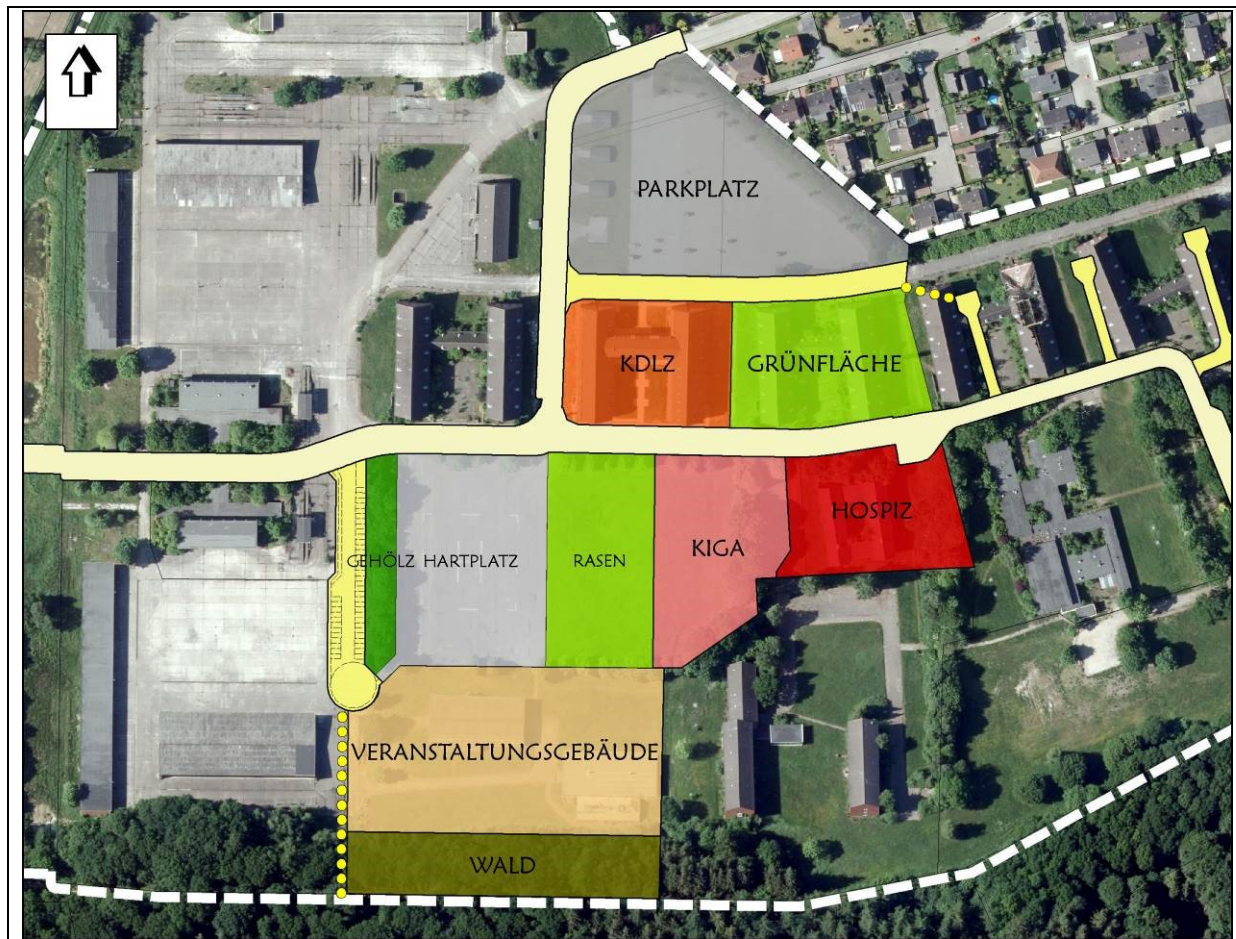 PARKPLATZ
KDLZ
GRÜNFLÄCHE
HOSPIZ
GEHÖLZ
HARTPLATZ
RASEN
KIGA
VERANSTALTUNGSGEBÄUDE
WALD